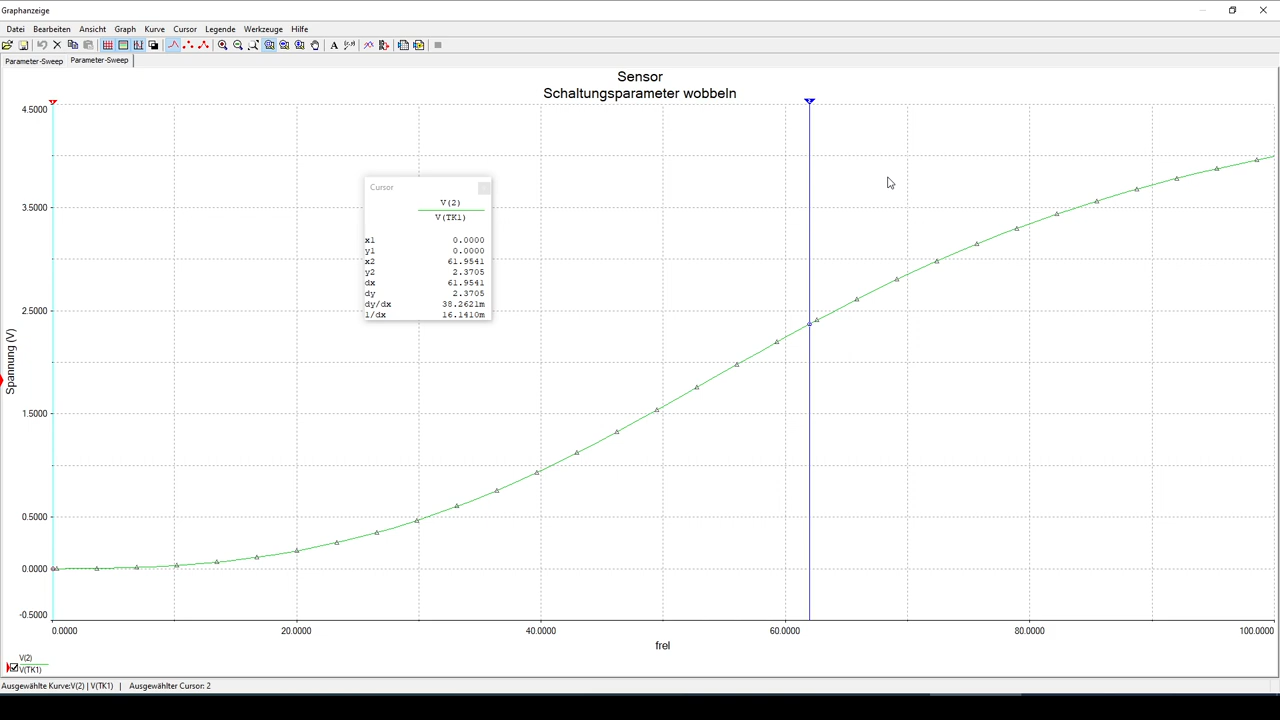 Graphanzeige
Datei Bearbeiten Ansicht Graph Kurve Cursor Legende Werkzeuge Hilfe
Parameter-Sweep Parameter-Sweep
Sensor
Schaltungsparameter wobbeln
4.5000
3.5000
2.5000
1.5000
0.5000
0.0000
-0.5000
Spannung (V)
Cursor
V(2)
V(TK1)
x1 0.0000
y1 0.0000
x2 61.9541
y2 2.3705
dx 61.9541
dy 2.3705
dy/dx 38.2621m
1/dx 16.1410m
0.0000 20.0000 40.0000 60.0000 80.0000 100.0000
frel
V(2)
V(TK1)
Ausgewählte Kurve:V(2) | V(TK1) | Ausgewählter Cursor: 2